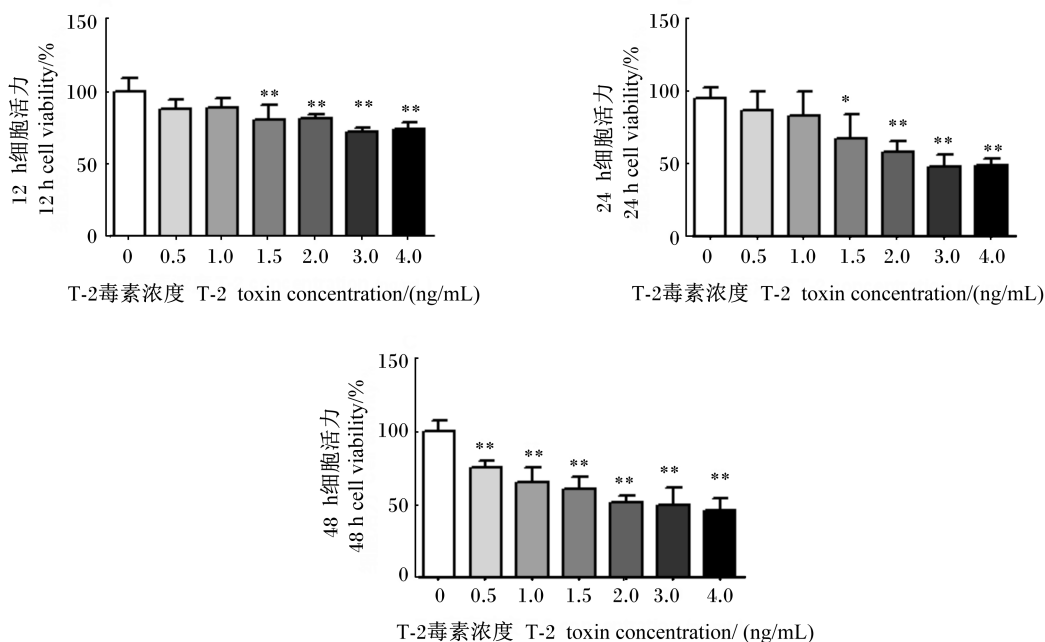 150
100
50
0
12 h细胞活力
12 h cell viability/%
** ** ** **
0 0.5 1.0 1.5 2.0 3.0 4.0
T-2毒素浓度 T-2 toxin concentration/(ng/mL)
150
100
50
0
24 h细胞活力
24 h cell viability/%
* ** ** **
0 0.5 1.0 1.5 2.0 3.0 4.0
T-2毒素浓度 T-2 toxin concentration/(ng/mL)
150
100
50
0
48 h细胞活力
48 h cell viability/%
** ** ** ** ** **
0 0.5 1.0 1.5 2.0 3.0 4.0
T-2毒素浓度 T-2 toxin concentration/ (ng/mL)